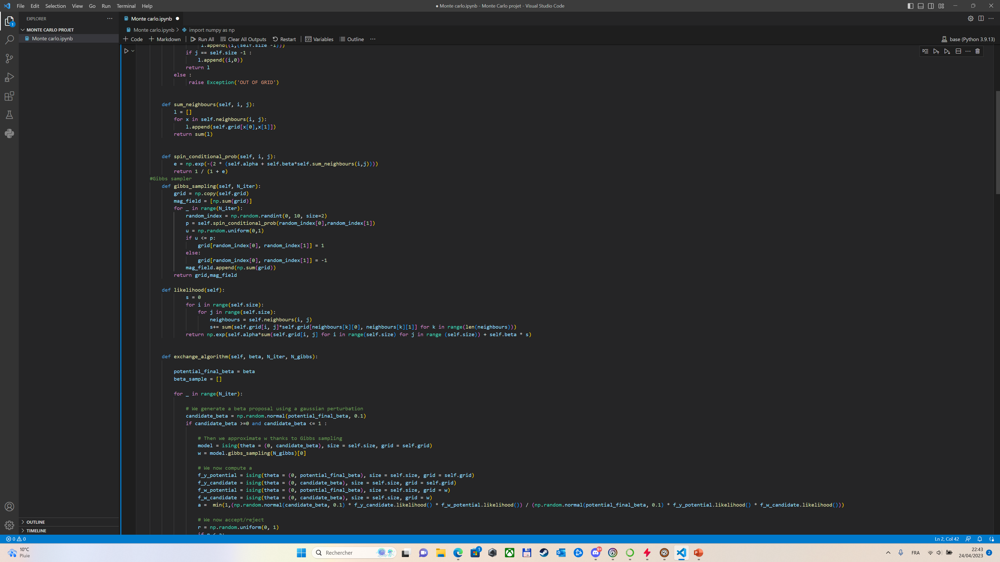 File Edit Selection View Go Run Terminal Help
● Monte carlo.ipynb - Monte Carlo projet - Visual Studio Code
EXPLORER
MONTE CARLO PROJET
Monte carlo.ipynb
OUTLINE
TIMELINE
Monte carlo.ipynb
Monte carlo.ipynb > import numpy as np
Code Markdown Run All Clear All Outputs Restart Variables Outline ...
base (Python 3.9.13)
l.append((i,(self.size -1)))
if j == self.size -1 :
l.append((i,0))
return l
else :
raise Exception('OUT OF GRID')
def sum_neighbours(self, i, j):
l = []
for x in self.neighbours(i, j):
l.append(self.grid[x[0],x[1]])
return sum(l)
def spin_conditional_prob(self, i, j):
e = np.exp(-(2 * (self.alpha + self.beta*self.sum_neighbours(i,j))))
return 1 / (1 + e)
#Gibbs sampler
def gibbs_sampling(self, N_iter):
grid = np.copy(self.grid)
mag_field = [np.sum(grid)]
for _ in range(N_iter):
random_index = np.random.randint(0, 10, size=2)
p = self.spin_conditional_prob(random_index[0],random_index[1])
u = np.random.uniform(0,1)
if u <= p:
grid[random_index[0], random_index[1]] = 1
else:
grid[random_index[0], random_index[1]] = -1
mag_field.append(np.sum(grid))
return grid,mag_field
def likelihood(self):
s = 0
for i in range(self.size):
for j in range(self.size):
neighbours = self.neighbours(i, j)
s+= sum(self.grid[i, j]*self.grid[neighbours[k][0], neighbours[k][1]] for k in range(len(neighbours)))
return np.exp(self.alpha*sum(self.grid[i, j] for i in range(self.size) for j in range (self.size)) + self.beta * s)
def exchange_algorithm(self, beta, N_iter, N_gibbs):
potential_final_beta = beta
beta_sample = []
for _ in range(N_iter):
# We generate a beta proposal using a gaussian perturbation
candidate_beta = np.random.normal(potential_final_beta, 0.1)
if candidate_beta >=0 and candidate_beta <= 1 :
# Then we approximate w thanks to Gibbs sampling
model = ising(theta = (0, candidate_beta), size = self.size, grid = self.grid)
w = model.gibbs_sampling(N_gibbs)[0]
# We now compute a
f_y_potential = ising(theta = (0, potential_final_beta), size = self.size, grid = self.grid)
f_y_candidate = ising(theta = (0, candidate_beta), size = self.size, grid = self.grid)
f_w_potential = ising(theta = (0, potential_final_beta), size = self.size, grid = w)
f_w_candidate = ising(theta = (0, candidate_beta), size = self.size, grid = w)
a =  min(1,(np.random.normal(candidate_beta, 0.1) * f_y_candidate.likelihood() * f_w_potential.likelihood()) / (np.random.normal(potential_final_beta, 0.1) * f_y_potential.likelihood() * f_w_candidate.likelihood()))
# We now accept/reject
r = np.random.uniform(0, 1)
0 0
Ln 2, Col 42
10°C
Pluie
Rechercher
FRA
22:43
24/04/2023